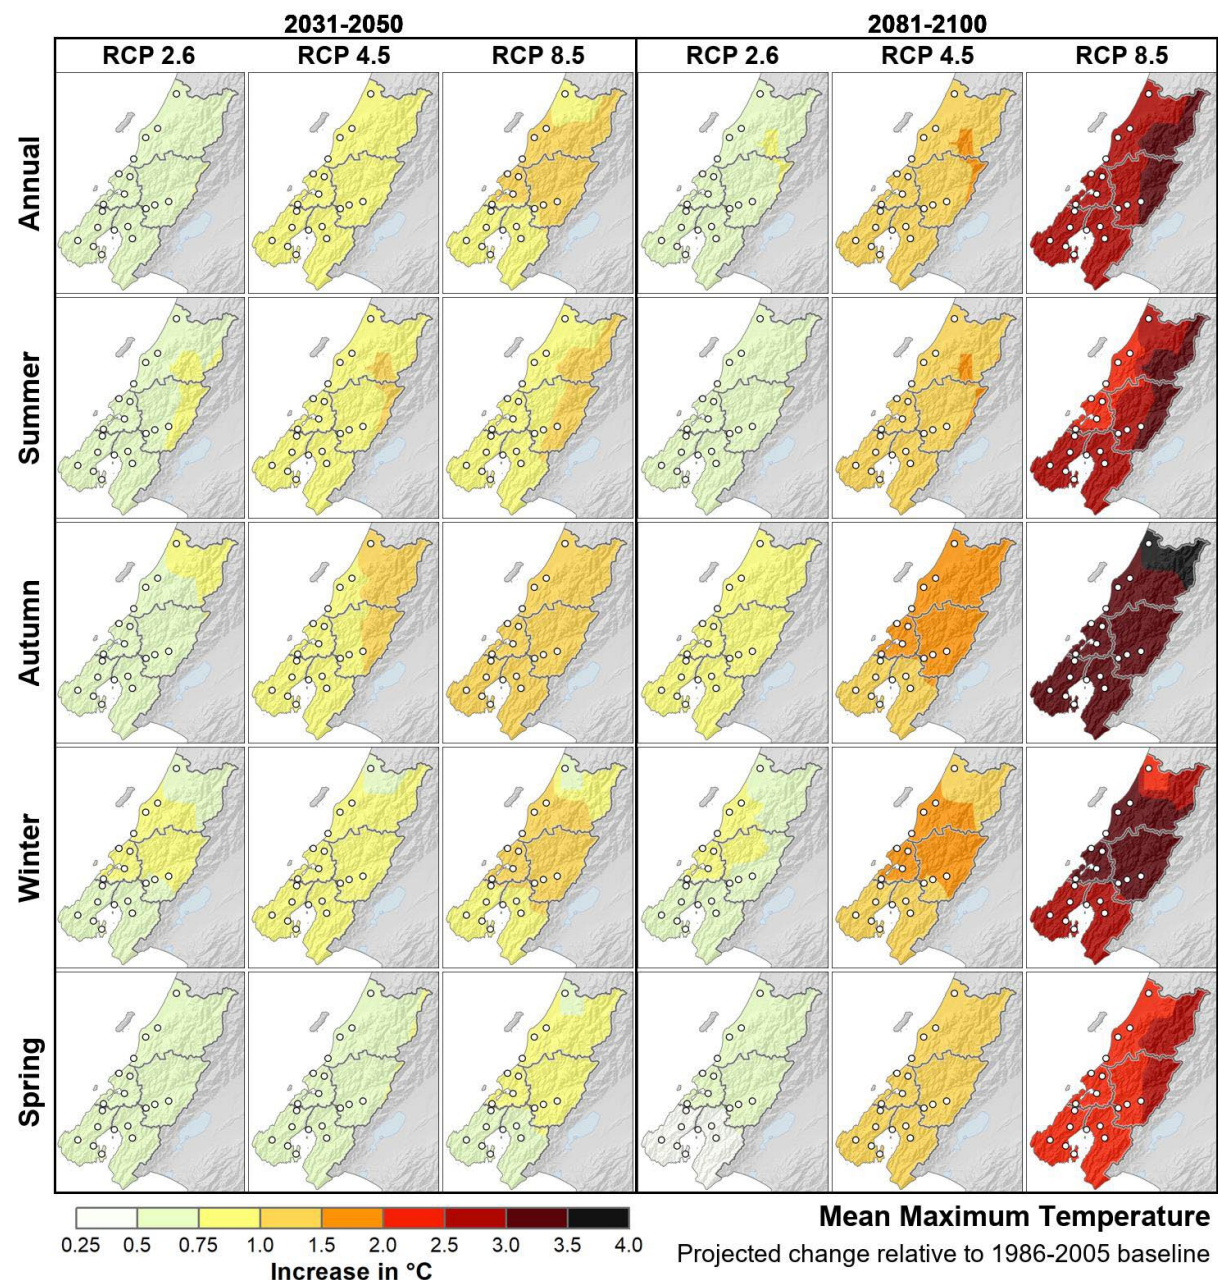 2031-2050 2081-2100
RCP 2.6 RCP 4.5 RCP 8.5 RCP 2.6 RCP 4.5 RCP 8.5
Annual
Summer
Autumn
Winter
Spring
0.25 0.5 0.75 1.0 1.5 2.0 2.5 3.0 3.5 4.0
Increase in °C
Mean Maximum Temperature
Projected change relative to 1986-2005 baseline